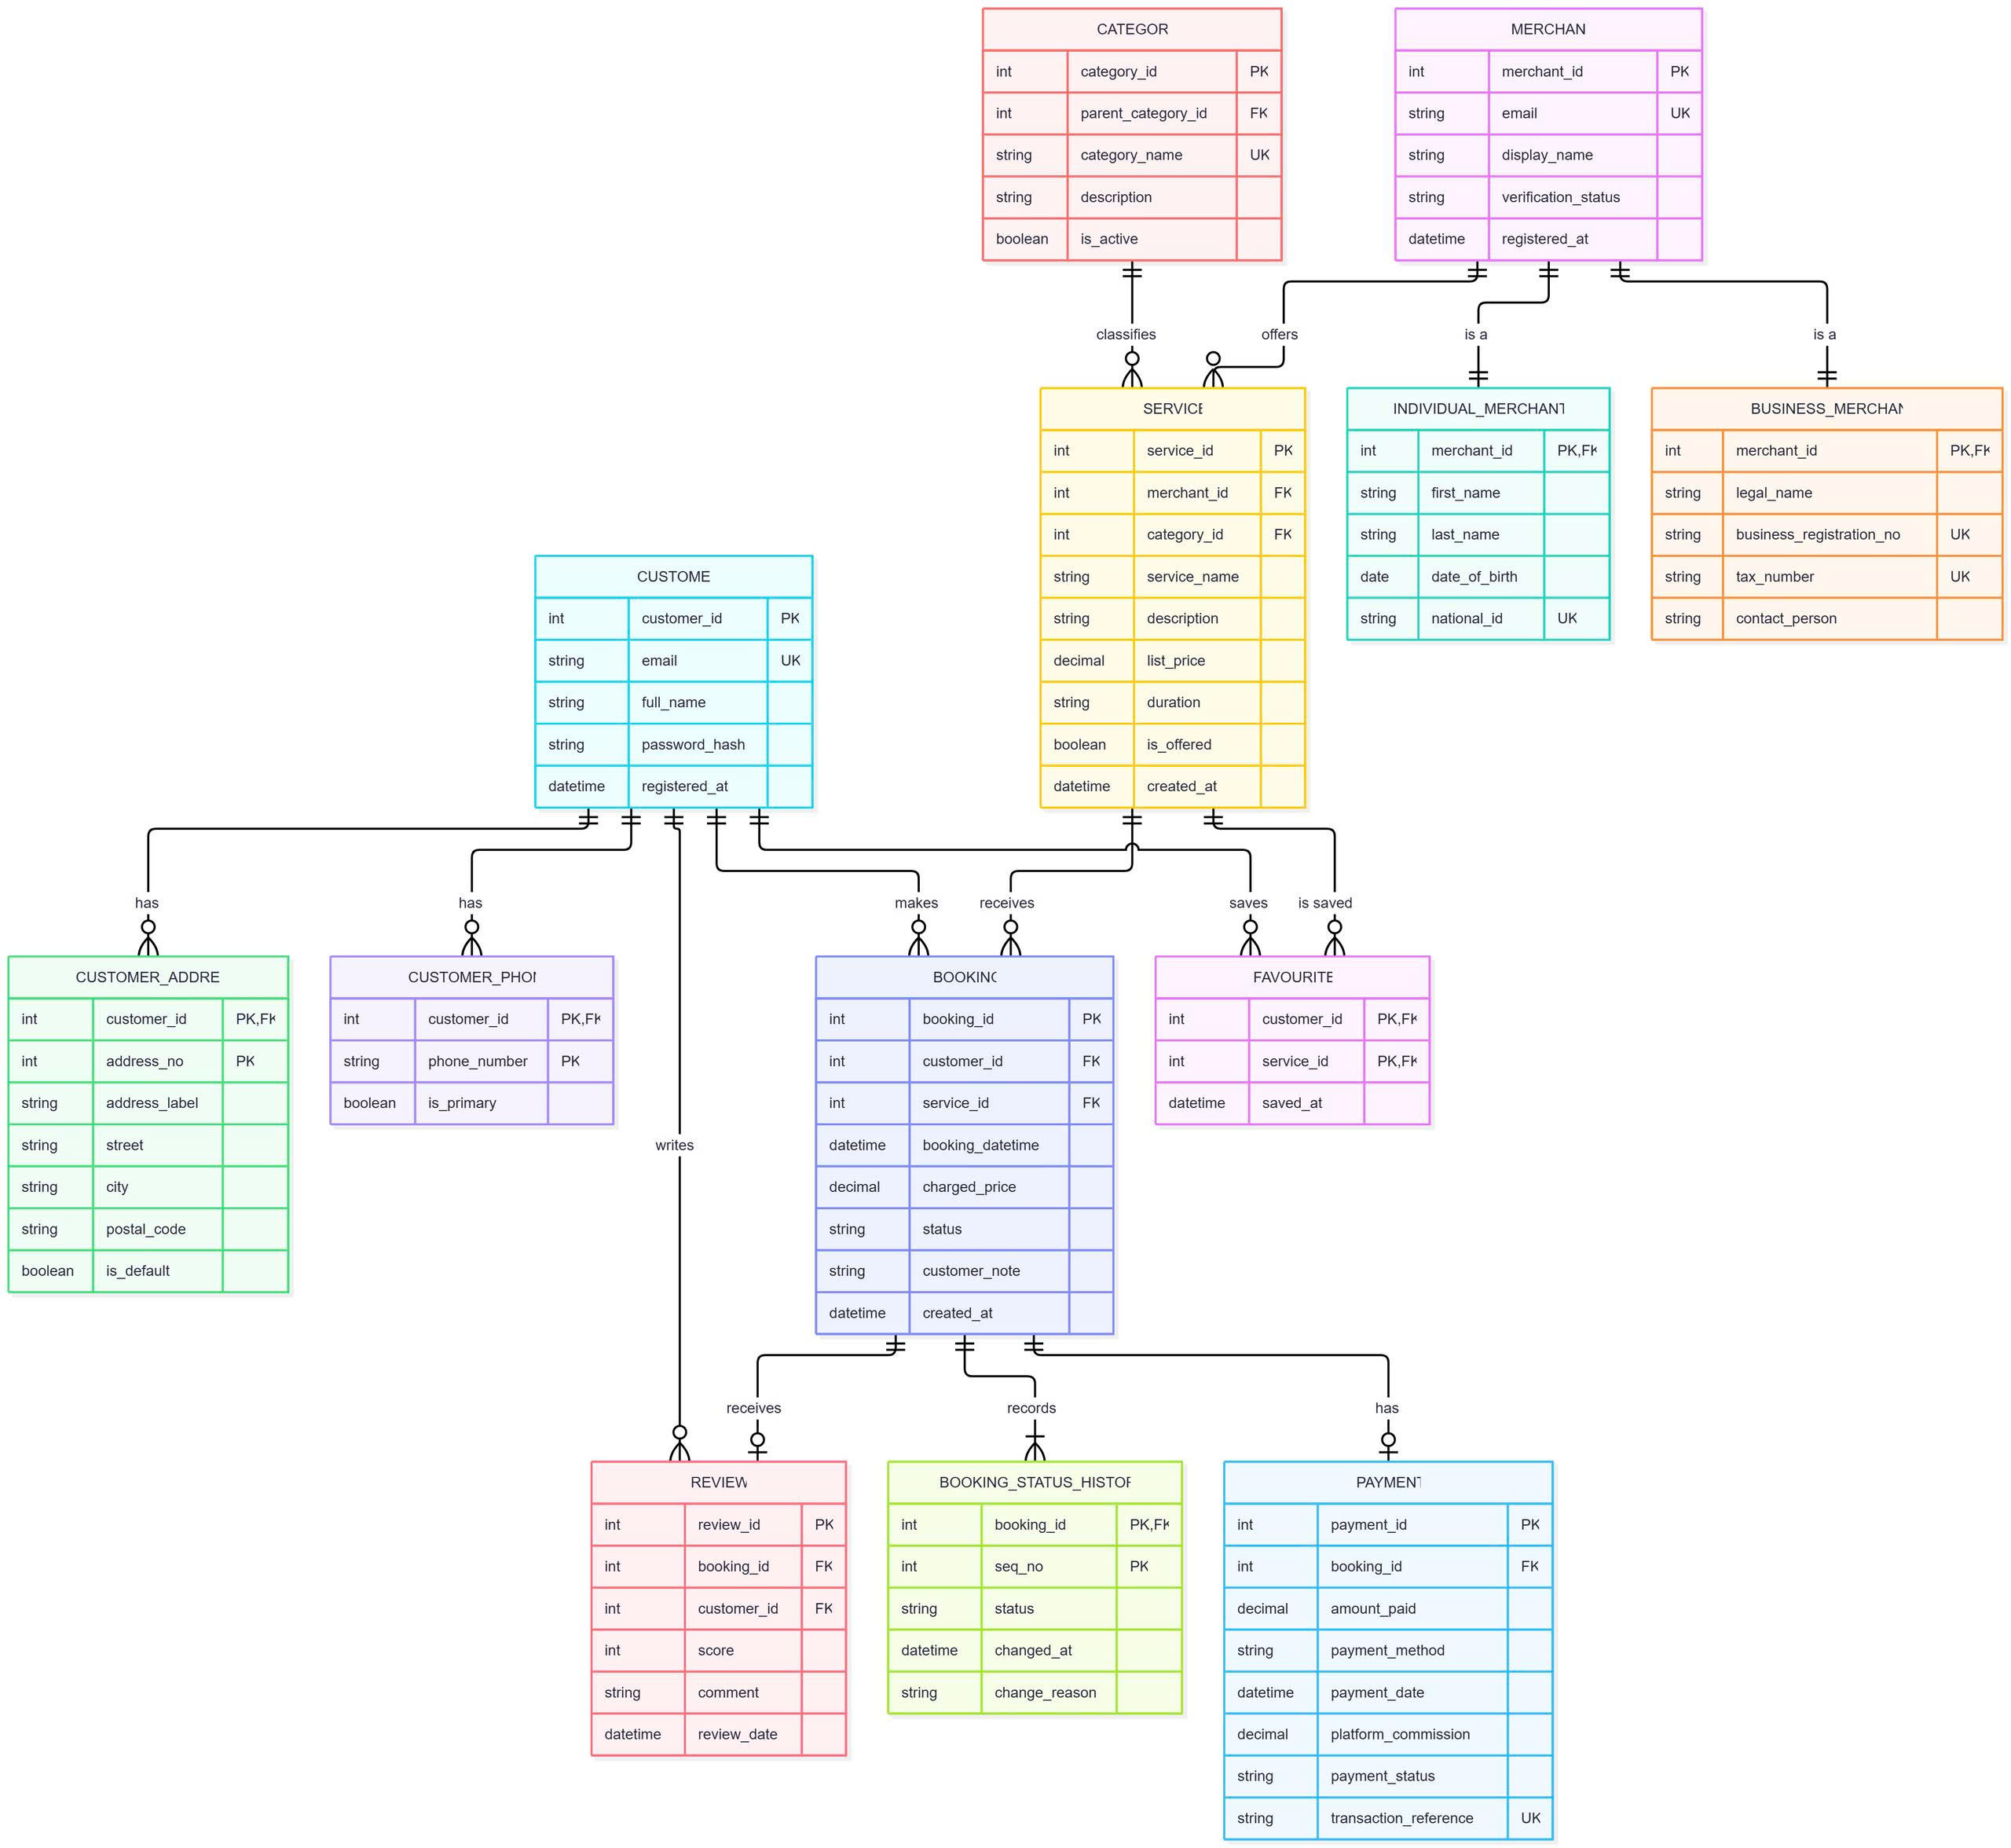 CATEGOR
int category_id PK
int parent_category_id FK
string category_name UK
string description
boolean is_active
MERCHAN
int merchant_id PK
string email UK
string display_name
string verification_status
datetime registered_at
classifies
offers
is a
is a
SERVICE
int service_id PK
int merchant_id FK
int category_id FK
string service_name
string description
decimal list_price
string duration
boolean is_offered
datetime created_at
INDIVIDUAL_MERCHANT
int merchant_id PK,FK
string first_name
string last_name
date date_of_birth
string national_id UK
BUSINESS_MERCHAN
int merchant_id PK,FK
string legal_name
string business_registration_no UK
string tax_number UK
string contact_person
CUSTOME
int customer_id PK
string email UK
string full_name
string password_hash
datetime registered_at
has
has
makes
receives
saves
is saved
CUSTOMER_ADDRE
int customer_id PK,FK
int address_no PK
string address_label
string street
string city
string postal_code
boolean is_default
CUSTOMER_PHON
int customer_id PK,FK
string phone_number PK
boolean is_primary
writes
BOOKING
int booking_id PK
int customer_id FK
int service_id FK
datetime booking_datetime
decimal charged_price
string status
string customer_note
datetime created_at
FAVOURITE
int customer_id PK,FK
int service_id PK,FK
datetime saved_at
receives
records
has
REVIEW
int review_id PK
int booking_id FK
int customer_id FK
int score
string comment
datetime review_date
BOOKING_STATUS_HISTOR
int booking_id PK,FK
int seq_no PK
string status
datetime changed_at
string change_reason
PAYMENT
int payment_id PK
int booking_id FK
decimal amount_paid
string payment_method
datetime payment_date
decimal platform_commission
string payment_status
string transaction_reference UK